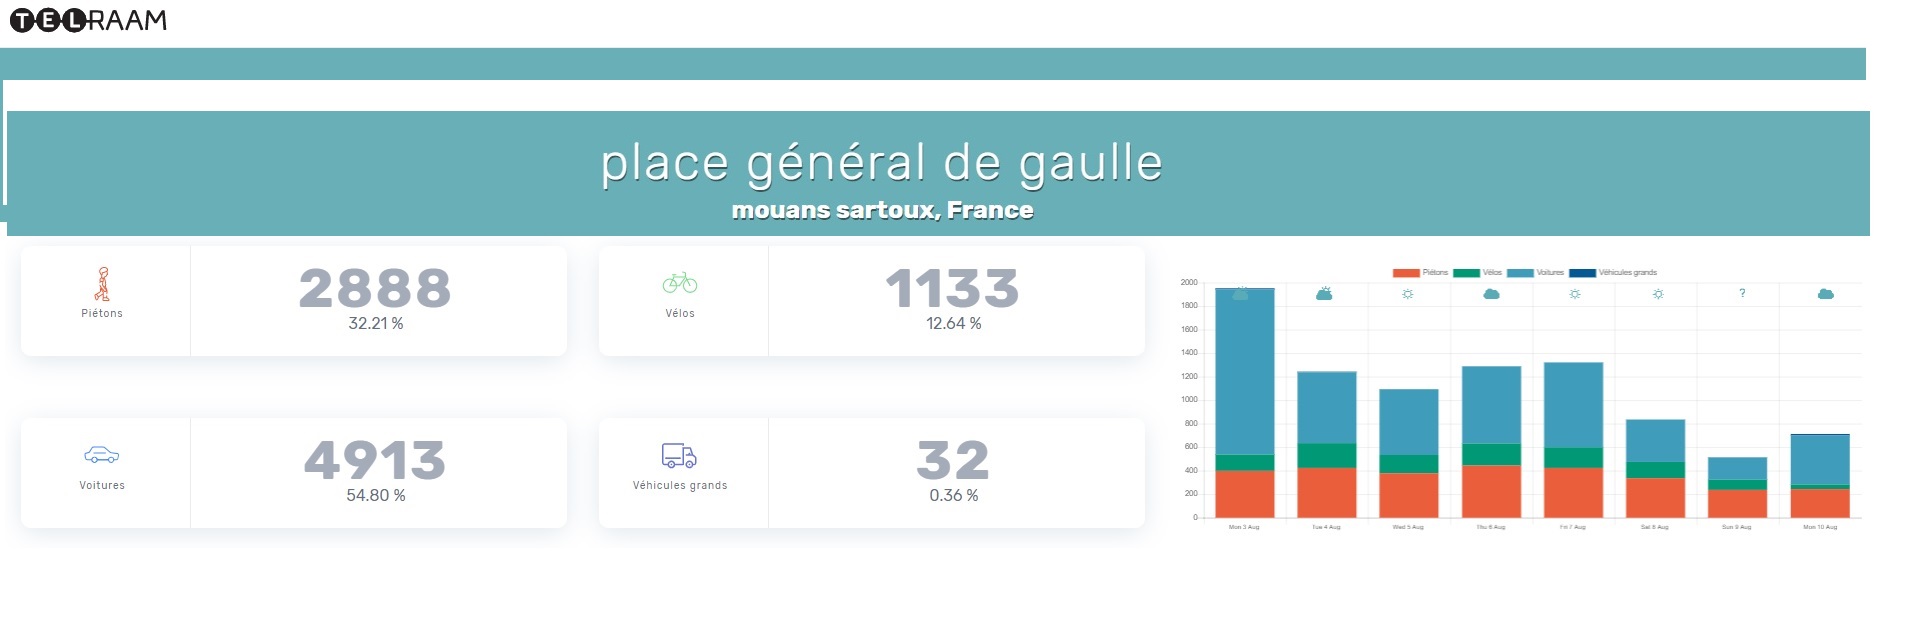 TELRAAM
place général de gaulle
mouans sartoux, France
2888
32.21 %
Piétons
1133
12.64 %
Vélos
4913
54.80 %
Voitures
32
0.36 %
Véhicules grands
Piétons Vélos Voitures Véhicules grands
2000
1800
1600
1400
1200
1000
800
600
400
200
0
?
Mon 3 Aug Tue 4 Aug Wed 5 Aug Thu 6 Aug Fri 7 Aug Sat 8 Aug Sun 9 Aug Mon 10 Aug